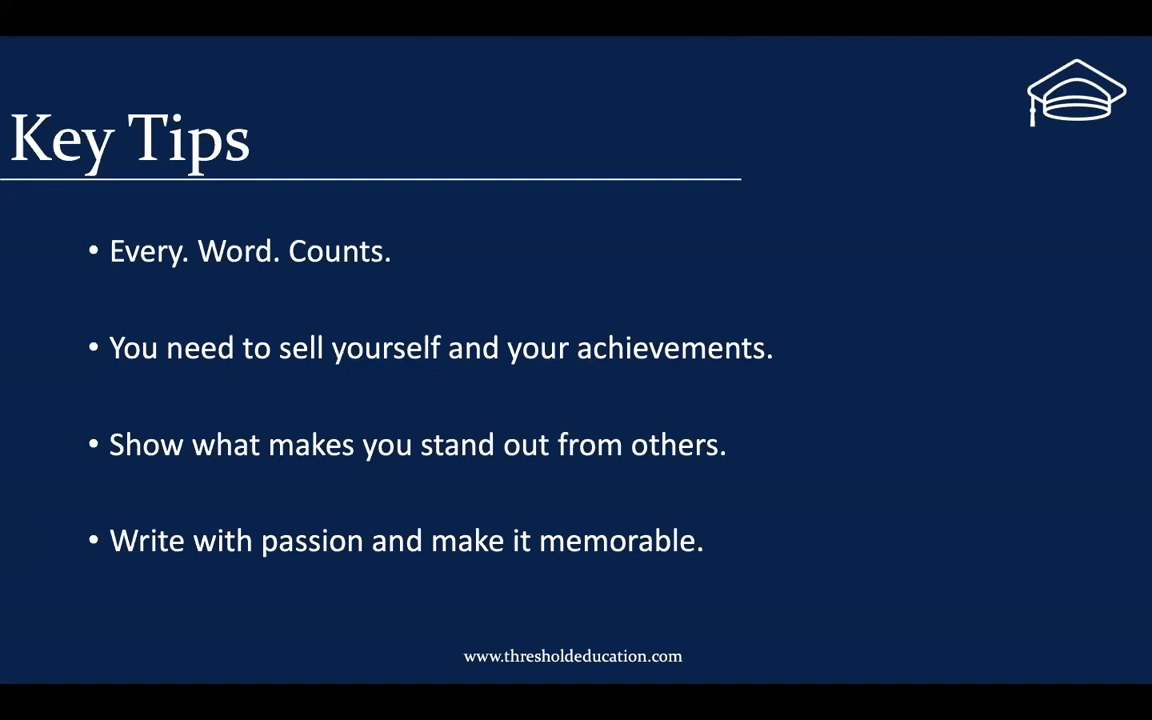 Key Tips
• Every. Word. Counts.
• You need to sell yourself and your achievements.
• Show what makes you stand out from others.
• Write with passion and make it memorable.
www.thresholdeducation.com